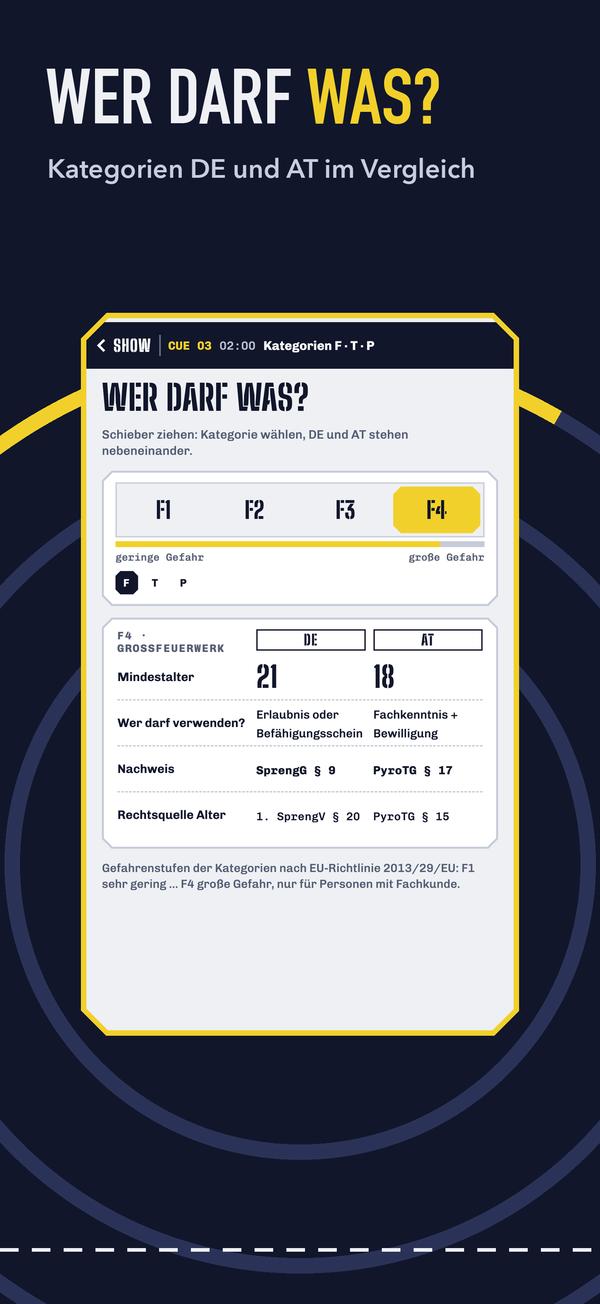 WER DARF WAS?
Kategorien DE und AT im Vergleich
SHOW CUE 03 02:00 Kategorien F · T · P
WER DARF WAS?
Schieber ziehen: Kategorie wählen, DE und AT stehen
nebeneinander.
F1 F2 F3 F4
geringe Gefahr große Gefahr
F T P
F4 ·
GROSSFEUERWERK
DE AT
Mindestalter 21 18
Wer darf verwenden? Erlaubnis oder Befähigungsschein Fachkenntnis + Bewilligung
Nachweis SprengG § 9 PyroTG § 17
Rechtsquelle Alter 1. SprengV § 20 PyroTG § 15
Gefahrenstufen der Kategorien nach EU-Richtlinie 2013/29/EU: F1
sehr gering … F4 große Gefahr, nur für Personen mit Fachkunde.